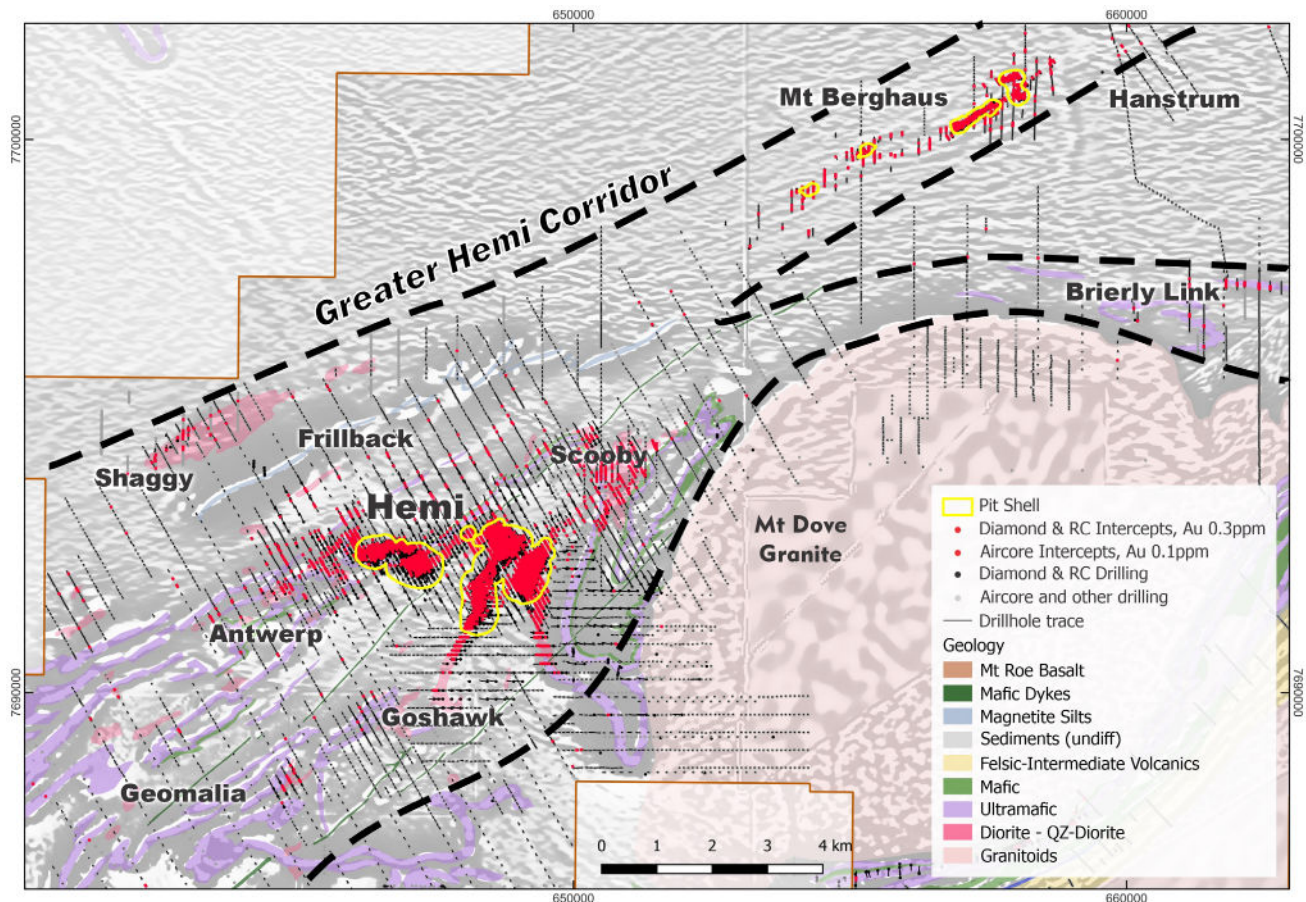 650000
660000
Mt Berghaus
Hanstrum
7700000
7700000
Greater Hemi Corridor
Brierly Link
Frillback
Scooby
Shaggy
Hemi
Mt Dove
Granite
Antwerp
7690000
7690000
Goshawk
Geomalia
Pit Shell
Diamond & RC Intercepts, Au 0.3ppm
Aircore Intercepts, Au 0.1ppm
Diamond & RC Drilling
Aircore and other drilling
Drillhole trace
Geology
Mt Roe Basalt
Mafic Dykes
Magnetite Silts
Sediments (undiff)
Felsic-Intermediate Volcanics
Mafic
Ultramafic
Diorite - QZ-Diorite
Granitoids
0 1 2 3 4 km
650000
660000